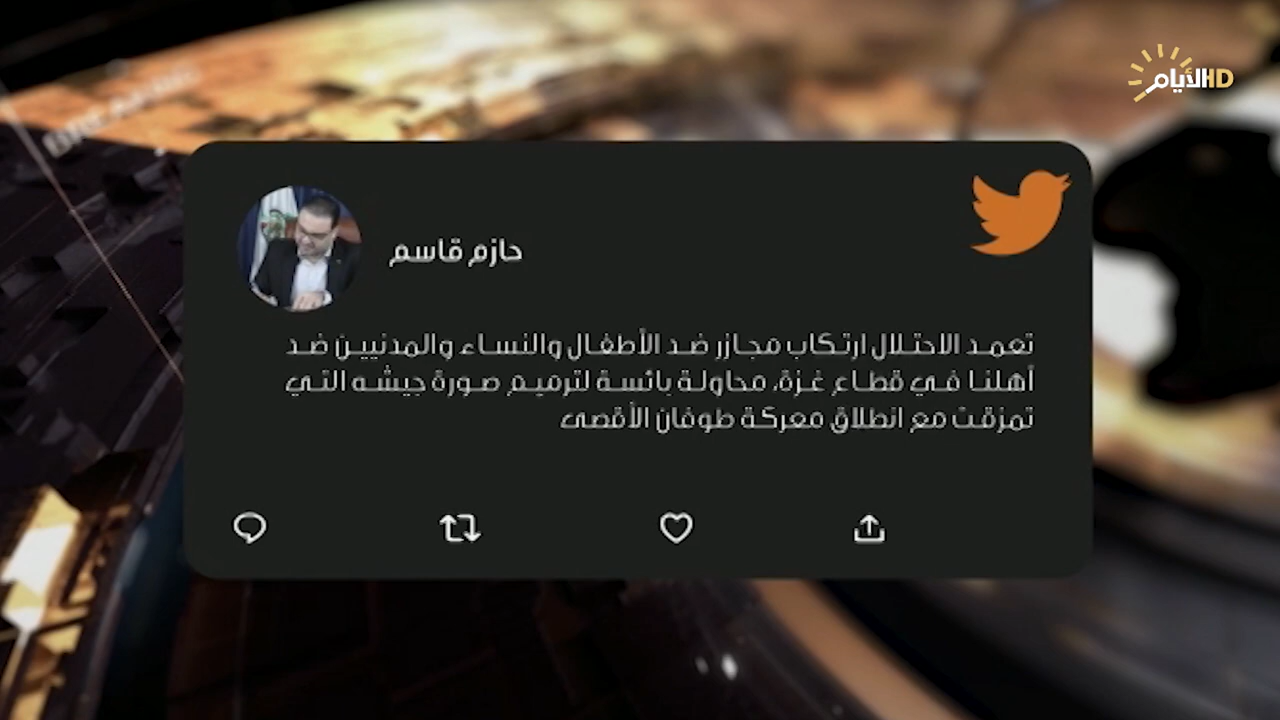 الأيام HD
حازم قاسم
تعمد الاحتلال ارتكاب مجازر ضد الأطفال والنساء والمدنيين ضد
أهلنا في قطاع غزة، محاولة بائسة لترميم صورة جيشه التي
تمزقت مع انطلاق معركة طوفان الأقصى